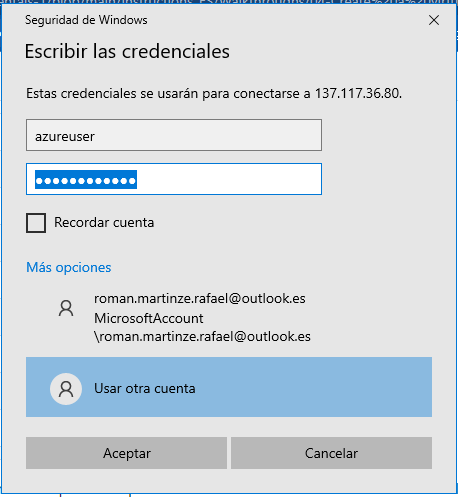 Seguridad de Windows
Escribir las credenciales
Estas credenciales se usarán para conectarse a 137.117.36.80.
azureuser
●●●●●●●●●●●●
Recordar cuenta
Más opciones
roman.martinze.rafael@outlook.es
MicrosoftAccount
\roman.martinze.rafael@outlook.es
Usar otra cuenta
Aceptar
Cancelar